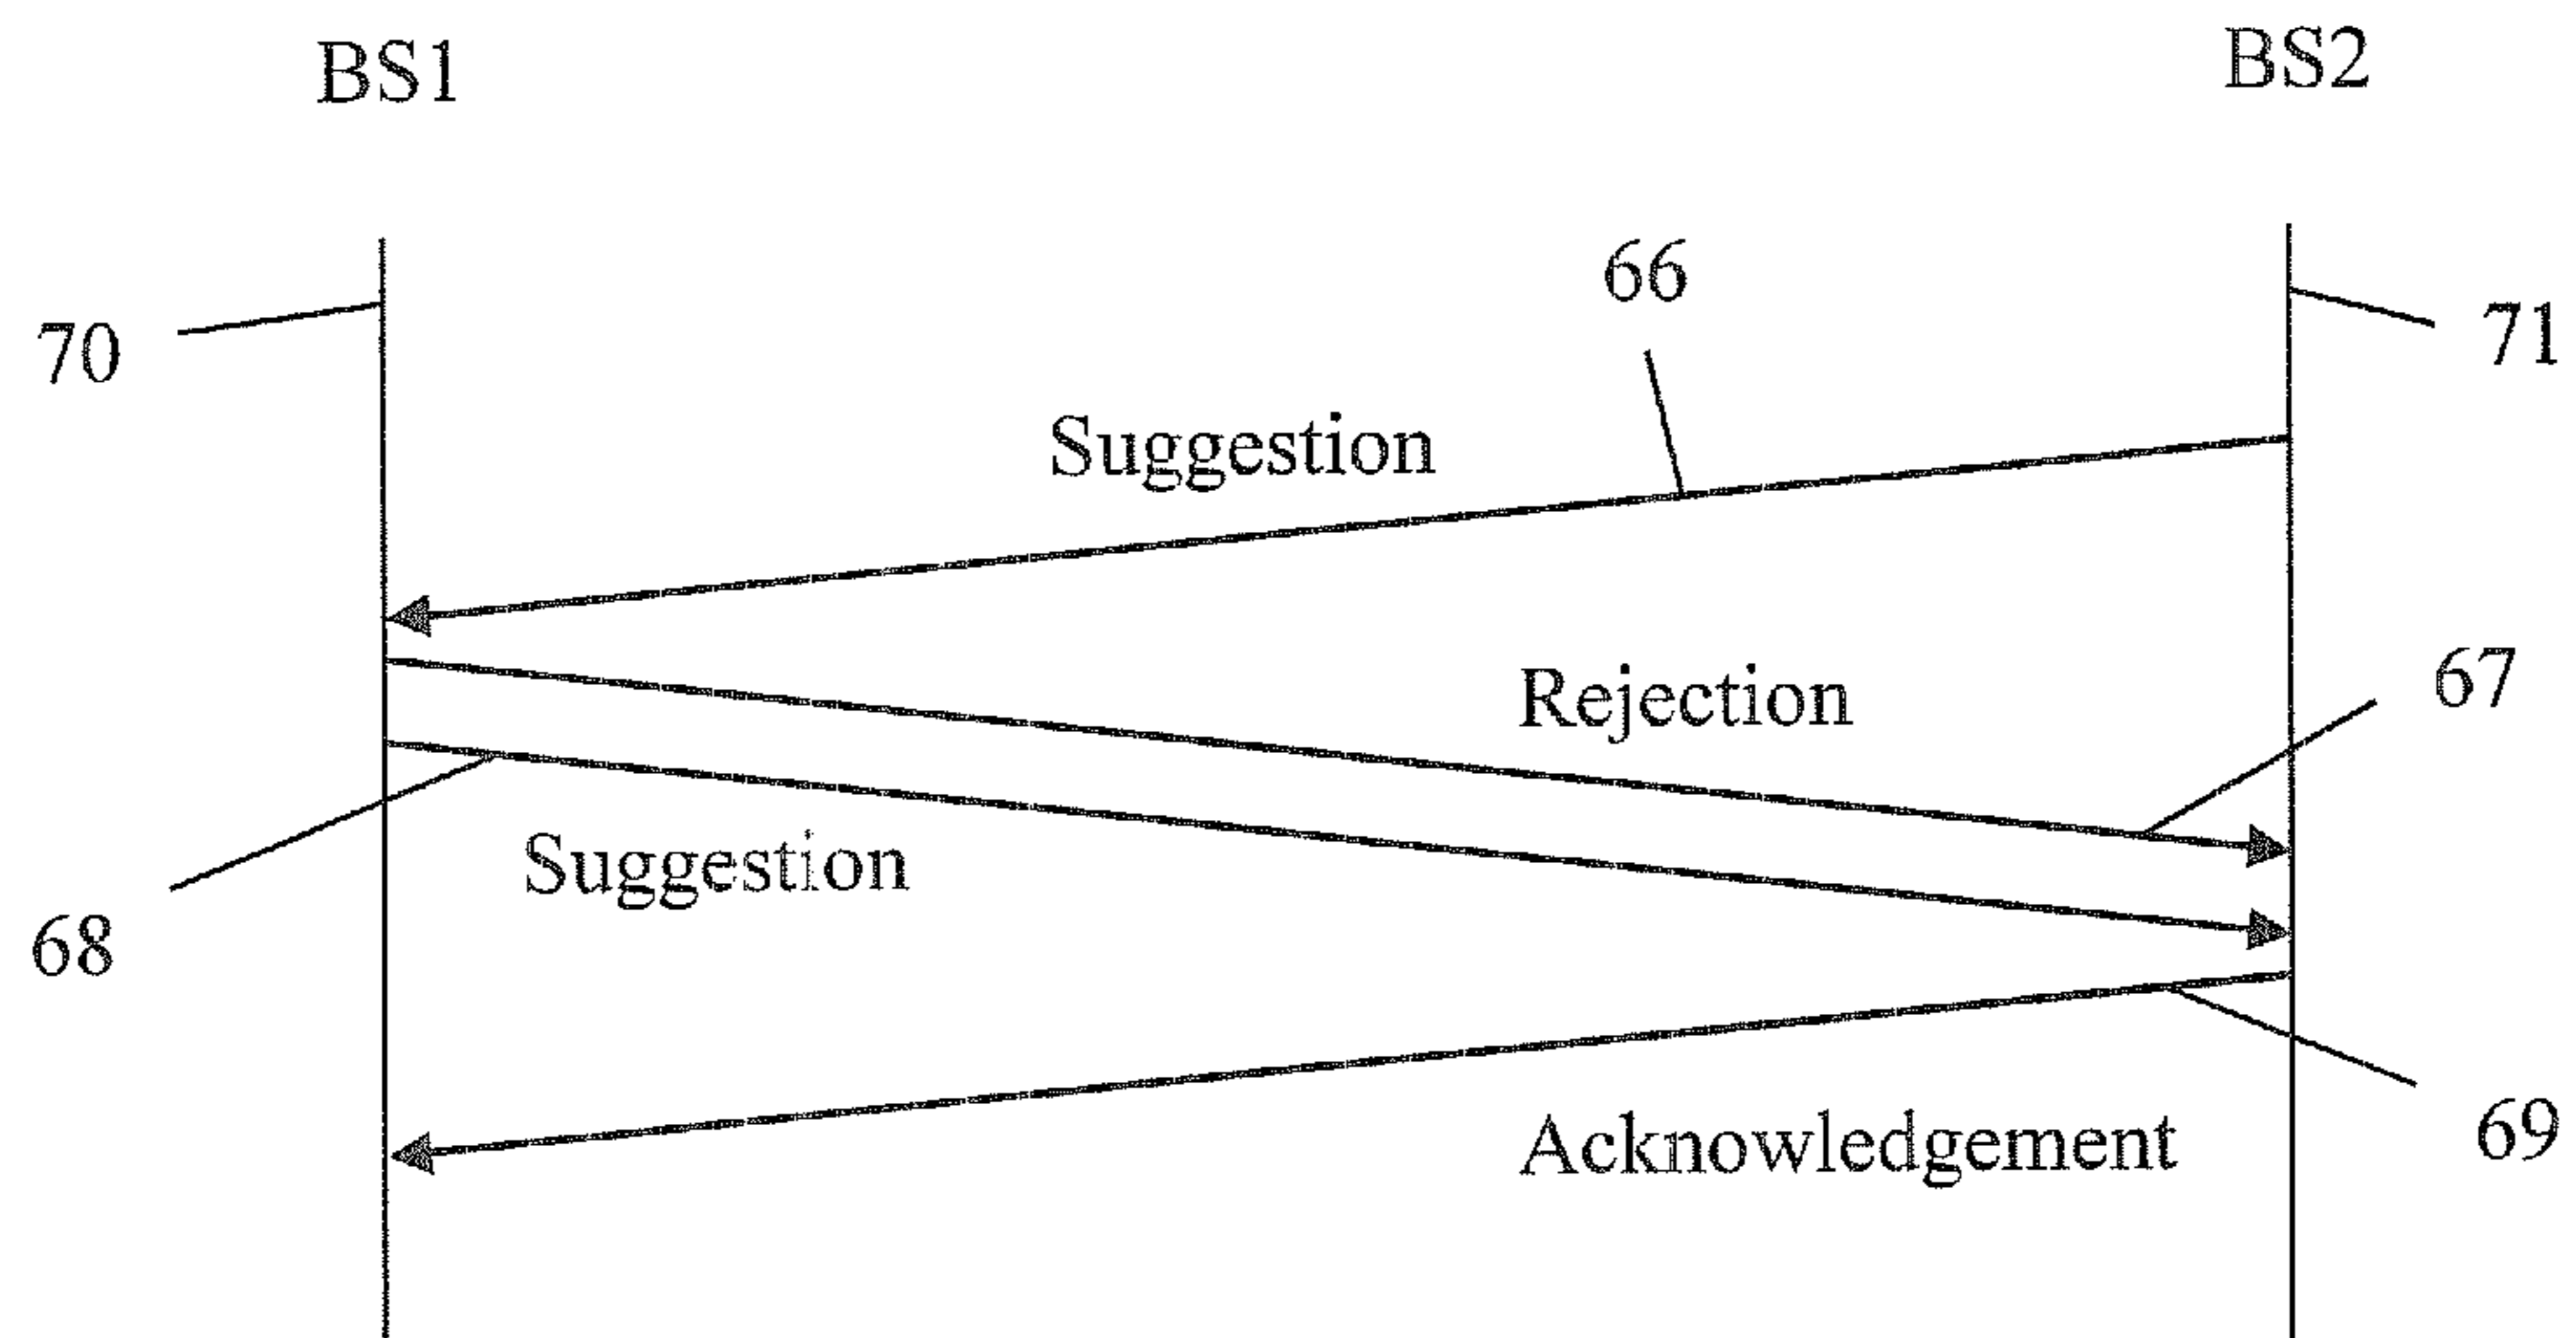 BS1
BS2
66
70
71
Suggestion
Rejection
67
Suggestion
68
Acknowledgement
69